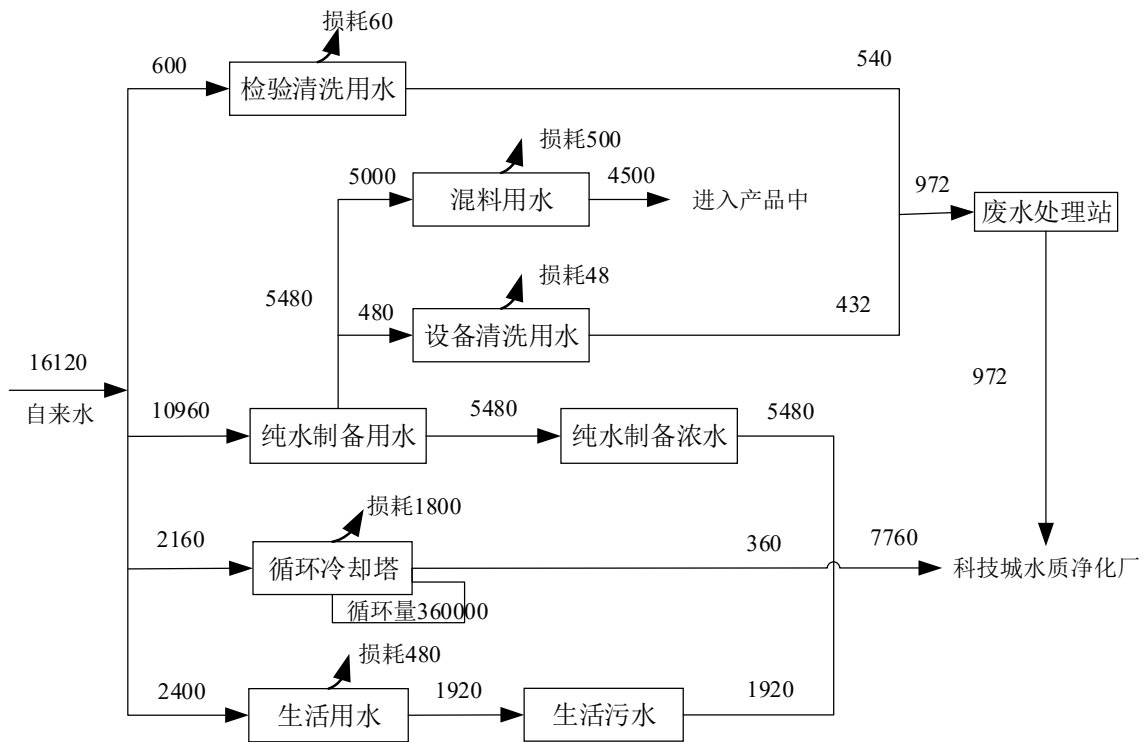 损耗60
600
540
检验清洗用水
损耗500
5000
4500
972
混料用水
进入产品中
废水处理站
损耗48
5480
480
432
设备清洗用水
16120
972
自来水
10960
5480
5480
纯水制备用水
纯水制备浓水
损耗1800
2160
360
7760
循环冷却塔
科技城水质净化厂
循环量360000
损耗480
2400
1920
1920
生活用水
生活污水